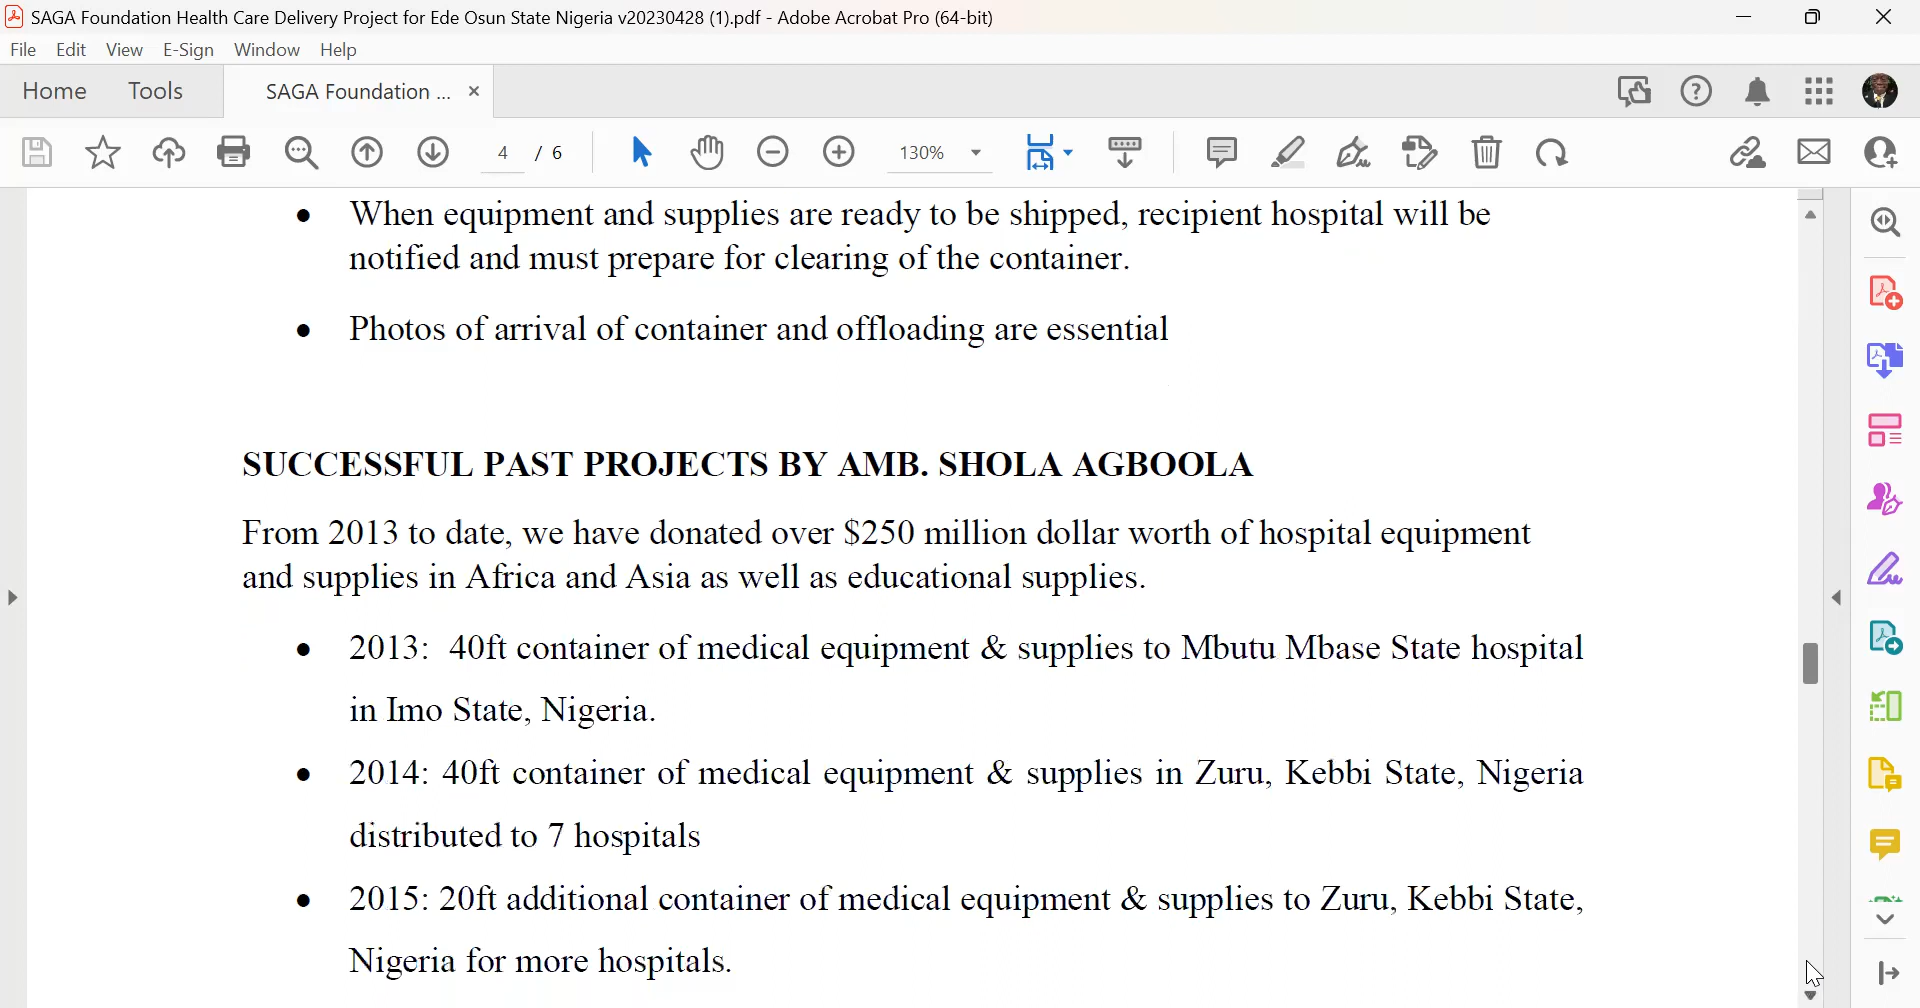 SAGA Foundation Health Care Delivery Project for Ede Osun State Nigeria v20230428 (1).pdf - Adobe Acrobat Pro (64-bit)
File Edit View E-Sign Window Help
Home Tools SAGA Foundation ... ×
4 / 6 130%
• When equipment and supplies are ready to be shipped, recipient hospital will be
notified and must prepare for clearing of the container.
• Photos of arrival of container and offloading are essential
SUCCESSFUL PAST PROJECTS BY AMB. SHOLA AGBOOLA
From 2013 to date, we have donated over $250 million dollar worth of hospital equipment
and supplies in Africa and Asia as well as educational supplies.
• 2013: 40ft container of medical equipment & supplies to Mbutu Mbase State hospital
in Imo State, Nigeria.
• 2014: 40ft container of medical equipment & supplies in Zuru, Kebbi State, Nigeria
distributed to 7 hospitals
• 2015: 20ft additional container of medical equipment & supplies to Zuru, Kebbi State,
Nigeria for more hospitals.